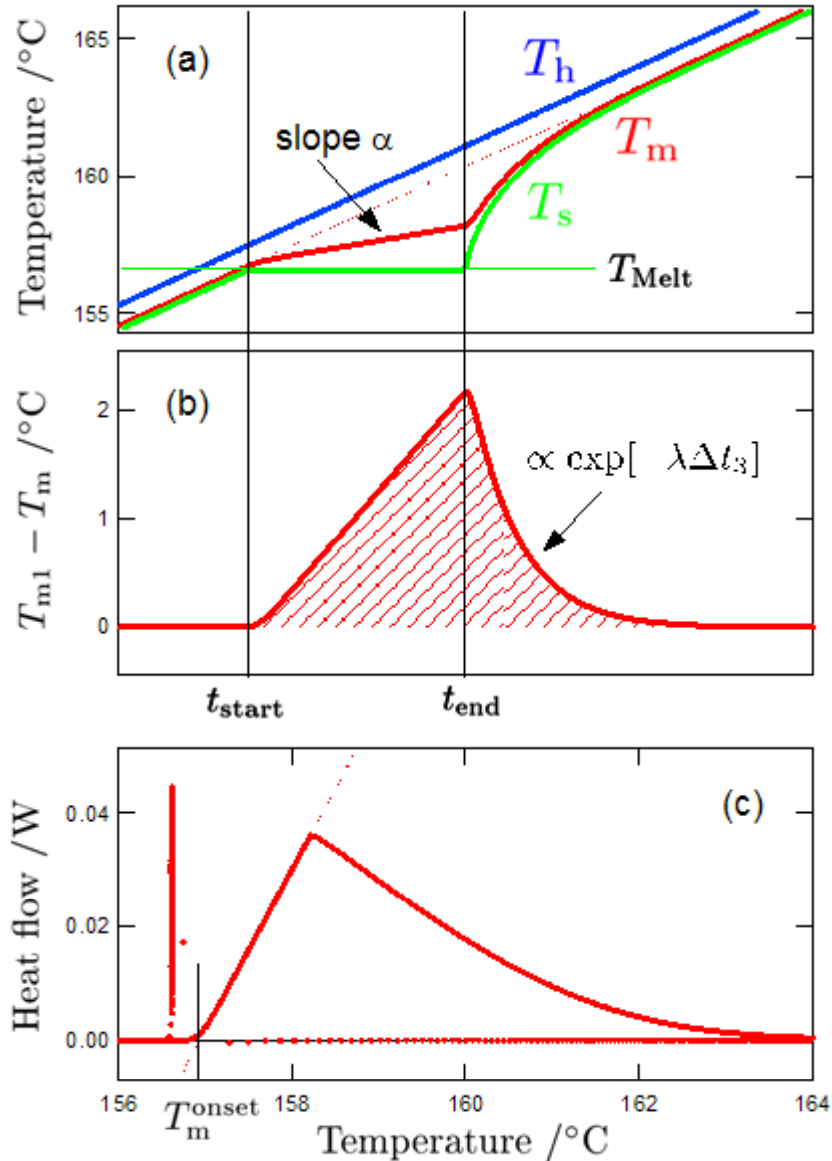 (a)
Temperature /°C
165
160
155
T_h
slope α
T_m
T_s
T_Melt
(b)
T_m1 − T_m /°C
2
1
0
∝ exp[ λΔt_3]
t_start
t_end
(c)
Heat flow /W
0.04
0.02
0.00
156
158
160
162
164
T_m^onset
Temperature /°C